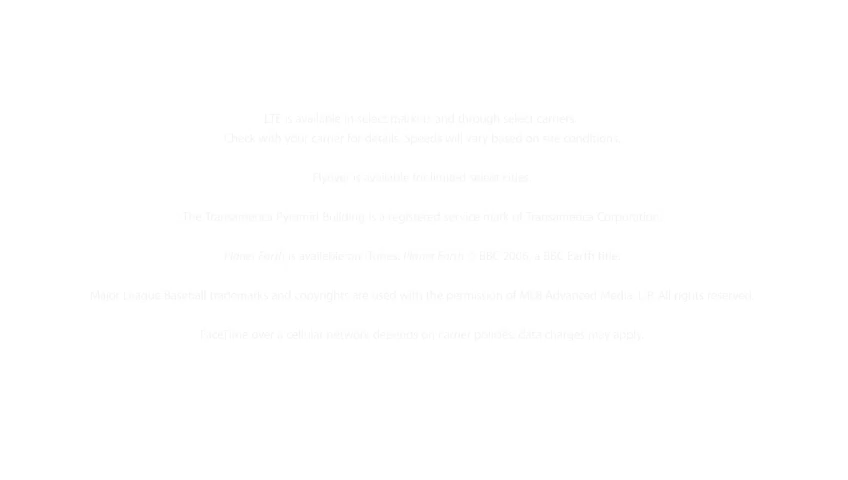 LTE is available in select markets and through select carriers.
Check with your carrier for details. Speeds will vary based on site conditions.
Flyover is available for limited areas.
The Transamerica Pyramid Building is a registered service mark of Transamerica Corporation.
Planet Earth is available on iTunes. Planet Earth © BBC 2006, a BBC Earth title.
Major League Baseball trademarks and copyrights are used with the permission of MLB Advanced Media, L.P. All rights reserved.
FaceTime over a cellular network depends on carrier policies; data charges may apply.